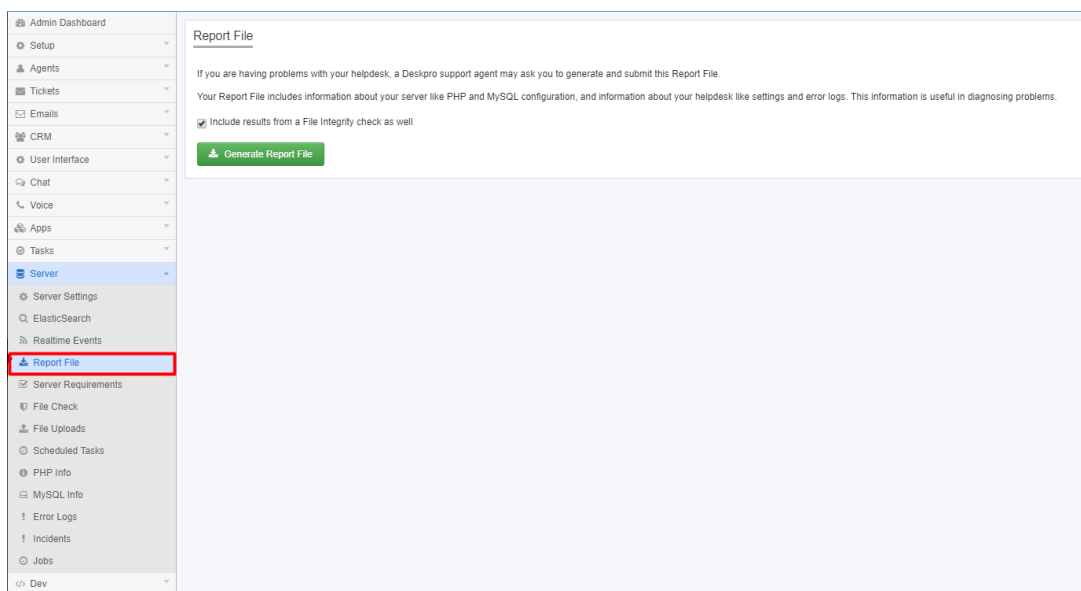 Admin Dashboard
Setup
Agents
Tickets
Emails
CRM
User Interface
Chat
Voice
Apps
Tasks
Server
Server Settings
ElasticSearch
Realtime Events
Report File
Server Requirements
File Check
File Uploads
Scheduled Tasks
PHP Info
MySQL Info
Error Logs
Incidents
Jobs
Dev
Report File
If you are having problems with your helpdesk, a Deskpro support agent may ask you to generate and submit this Report File.
Your Report File includes information about your server like PHP and MySQL configuration, and information about your helpdesk like settings and error logs. This information is useful in diagnosing problems.
Include results from a File Integrity check as well
Generate Report File